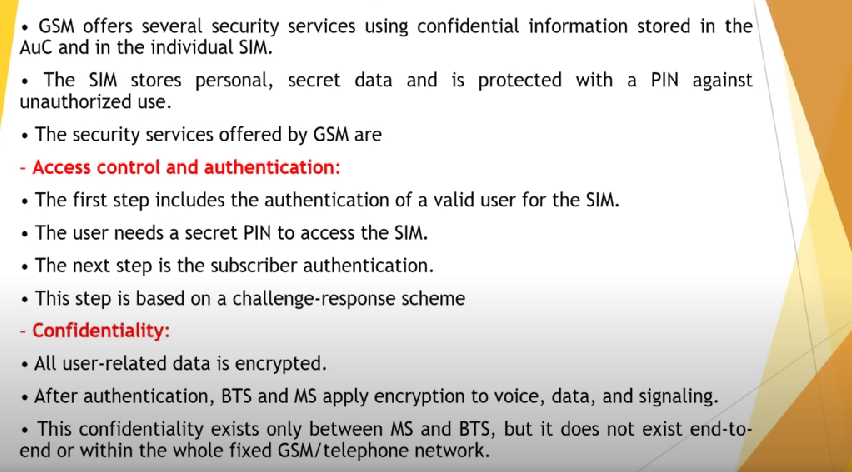 • GSM offers several security services using confidential information stored in the
AuC and in the individual SIM.
• The SIM stores personal, secret data and is protected with a PIN against
unauthorized use.
• The security services offered by GSM are
- Access control and authentication:
• The first step includes the authentication of a valid user for the SIM.
• The user needs a secret PIN to access the SIM.
• The next step is the subscriber authentication.
• This step is based on a challenge-response scheme
- Confidentiality:
• All user-related data is encrypted.
• After authentication, BTS and MS apply encryption to voice, data, and signaling.
• This confidentiality exists only between MS and BTS, but it does not exist end-to-
end or within the whole fixed GSM/telephone network.